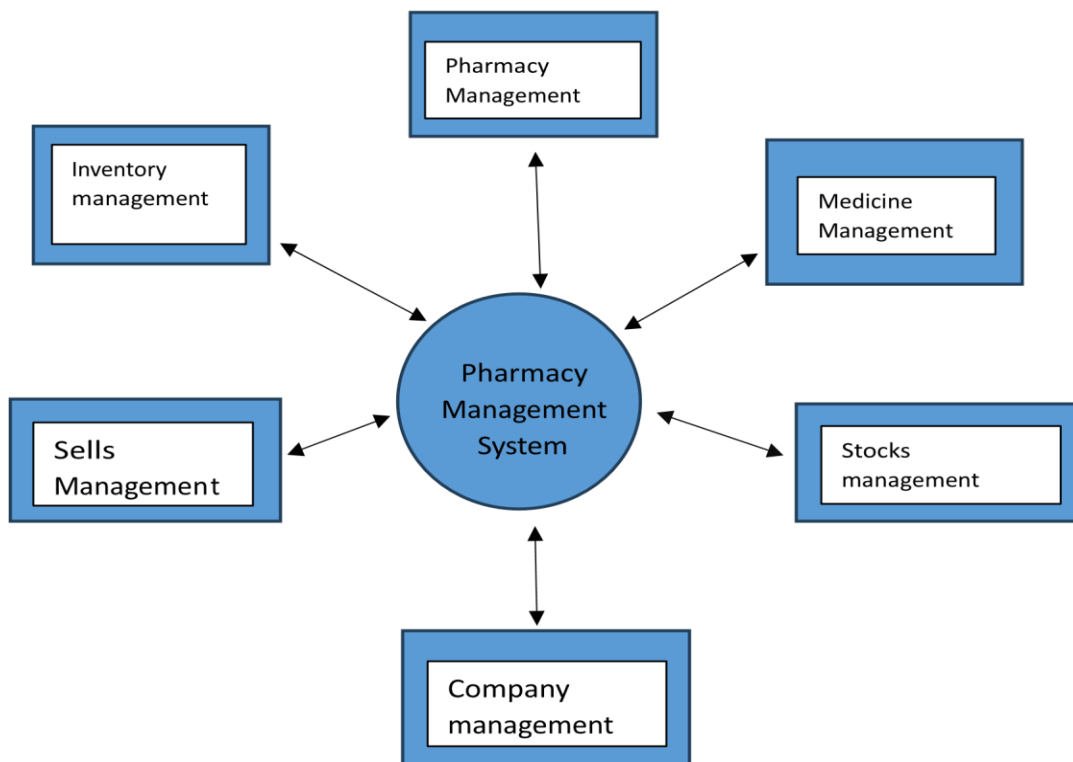 Pharmacy
Management
Inventory
management
Medicine
Management
Pharmacy
Management
System
Sells
Management
Stocks
management
Company
management